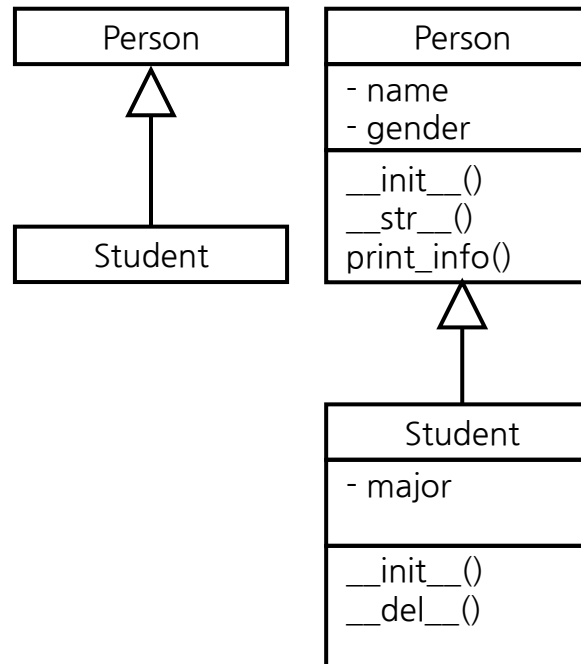 Person
Student
Person
- name
- gender
__init__()
__str__()
print_info()
Student
- major
__init__()
__del__()